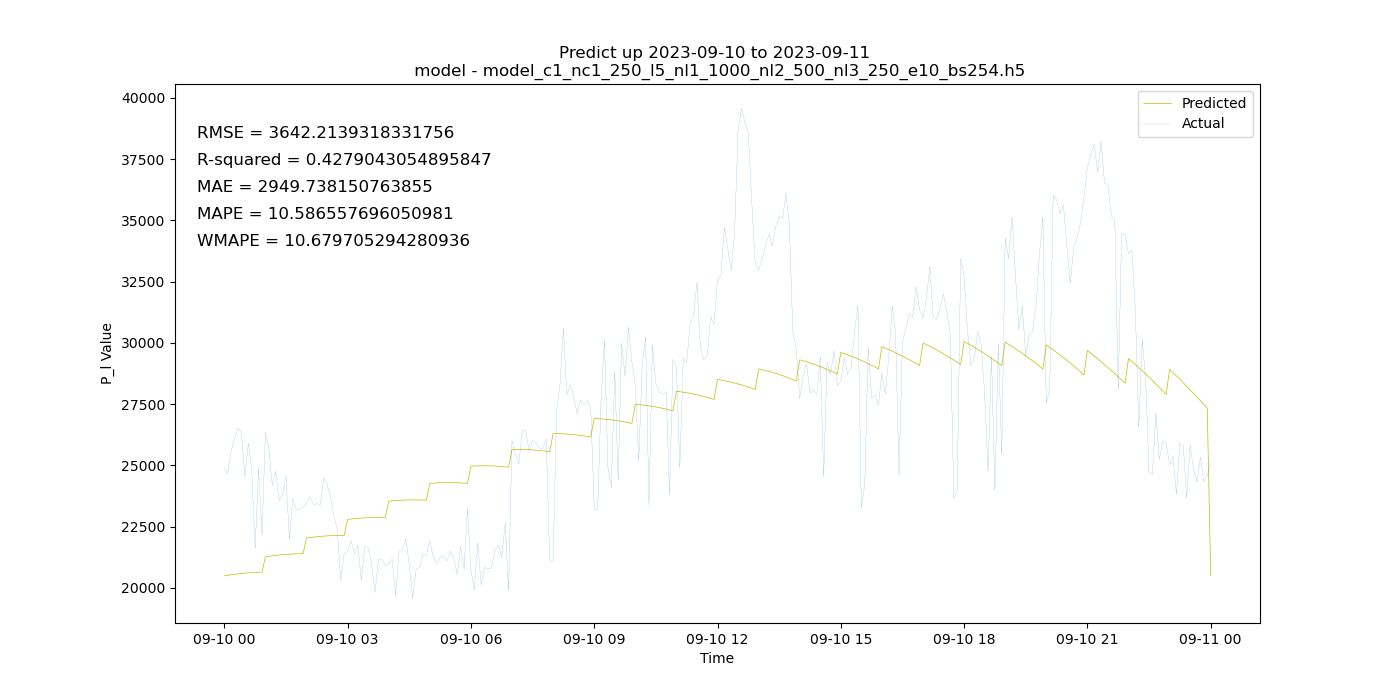 Predict up 2023-09-10 to 2023-09-11
model - model_c1_nc1_250_l5_nl1_1000_nl2_500_nl3_250_e10_bs254.h5
Predicted
Actual
RMSE = 3642.2139318331756
R-squared = 0.4279043054895847
MAE = 2949.738150763855
MAPE = 10.586557696050981
WMAPE = 10.679705294280936
P_l Value
40000
37500
35000
32500
30000
27500
25000
22500
20000
09-10 00
09-10 03
09-10 06
09-10 09
09-10 12
09-10 15
09-10 18
09-10 21
09-11 00
Time